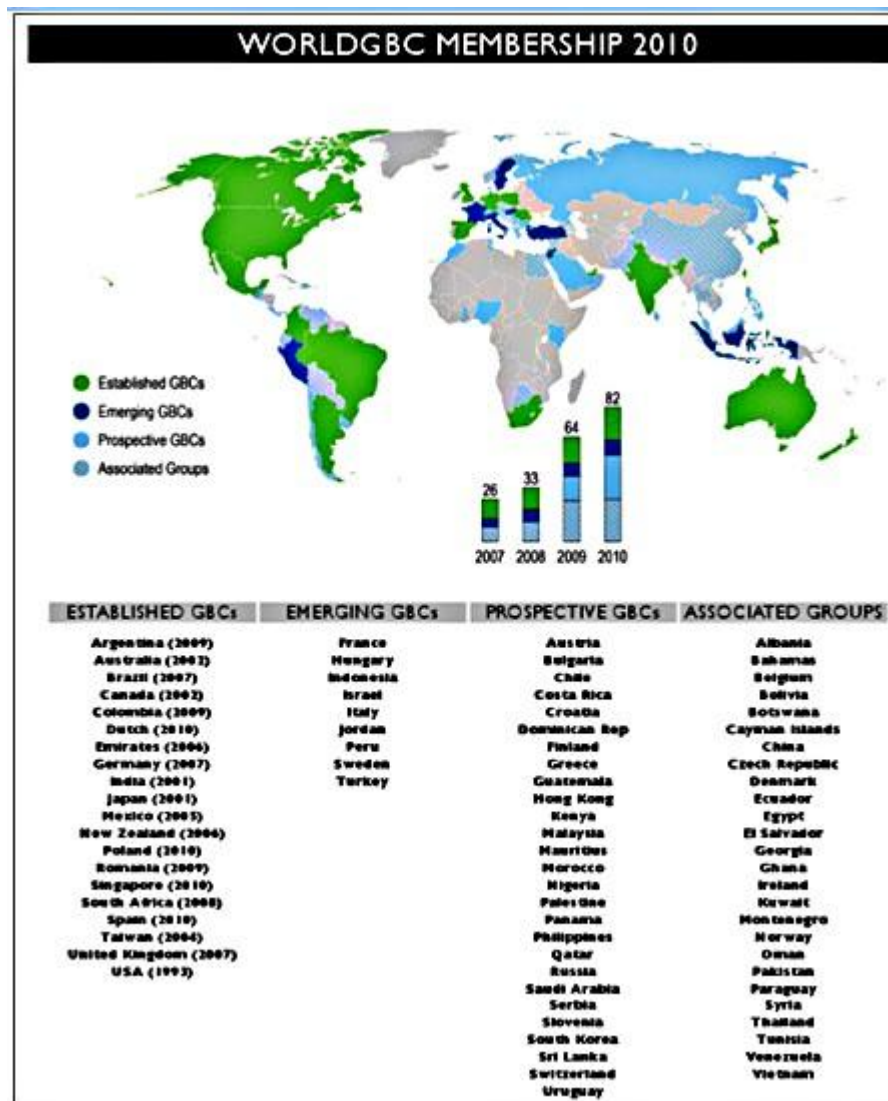 WORLDGBC MEMBERSHIP 2010
Established GBCs
Emerging GBCs
Prospective GBCs
Associated Groups
26
33
64
82
2007
2008
2009
2010
ESTABLISHED GBCs
Argentina (2009)
Australia (2002)
Brazil (2007)
Canada (2002)
Colombia (2009)
Dutch (2010)
Emirates (2006)
Germany (2007)
India (2001)
Japan (2001)
Mexico (2005)
New Zealand (2006)
Poland (2010)
Romania (2009)
Singapore (2010)
South Africa (2008)
Spain (2010)
Taiwan (2004)
United Kingdom (2007)
USA (1993)
EMERGING GBCs
France
Hungary
Indonesia
Israel
Italy
Jordan
Peru
Sweden
Turkey
PROSPECTIVE GBCs
Austria
Bulgaria
Chile
Costa Rica
Croatia
Dominican Rep
Finland
Greece
Guatemala
Hong Kong
Kenya
Malaysia
Mauritius
Morocco
Nigeria
Palestine
Panama
Philippines
Qatar
Russia
Saudi Arabia
Serbia
Slovenia
South Korea
Sri Lanka
Switzerland
Uruguay
ASSOCIATED GROUPS
Albania
Bahamas
Belgium
Bolivia
Botswana
Cayman Islands
China
Czech Republic
Denmark
Ecuador
Egypt
El Salvador
Georgia
Ghana
Ireland
Kuwait
Montenegro
Norway
Oman
Pakistan
Paraguay
Syria
Thailand
Tunisia
Venezuela
Vietnam